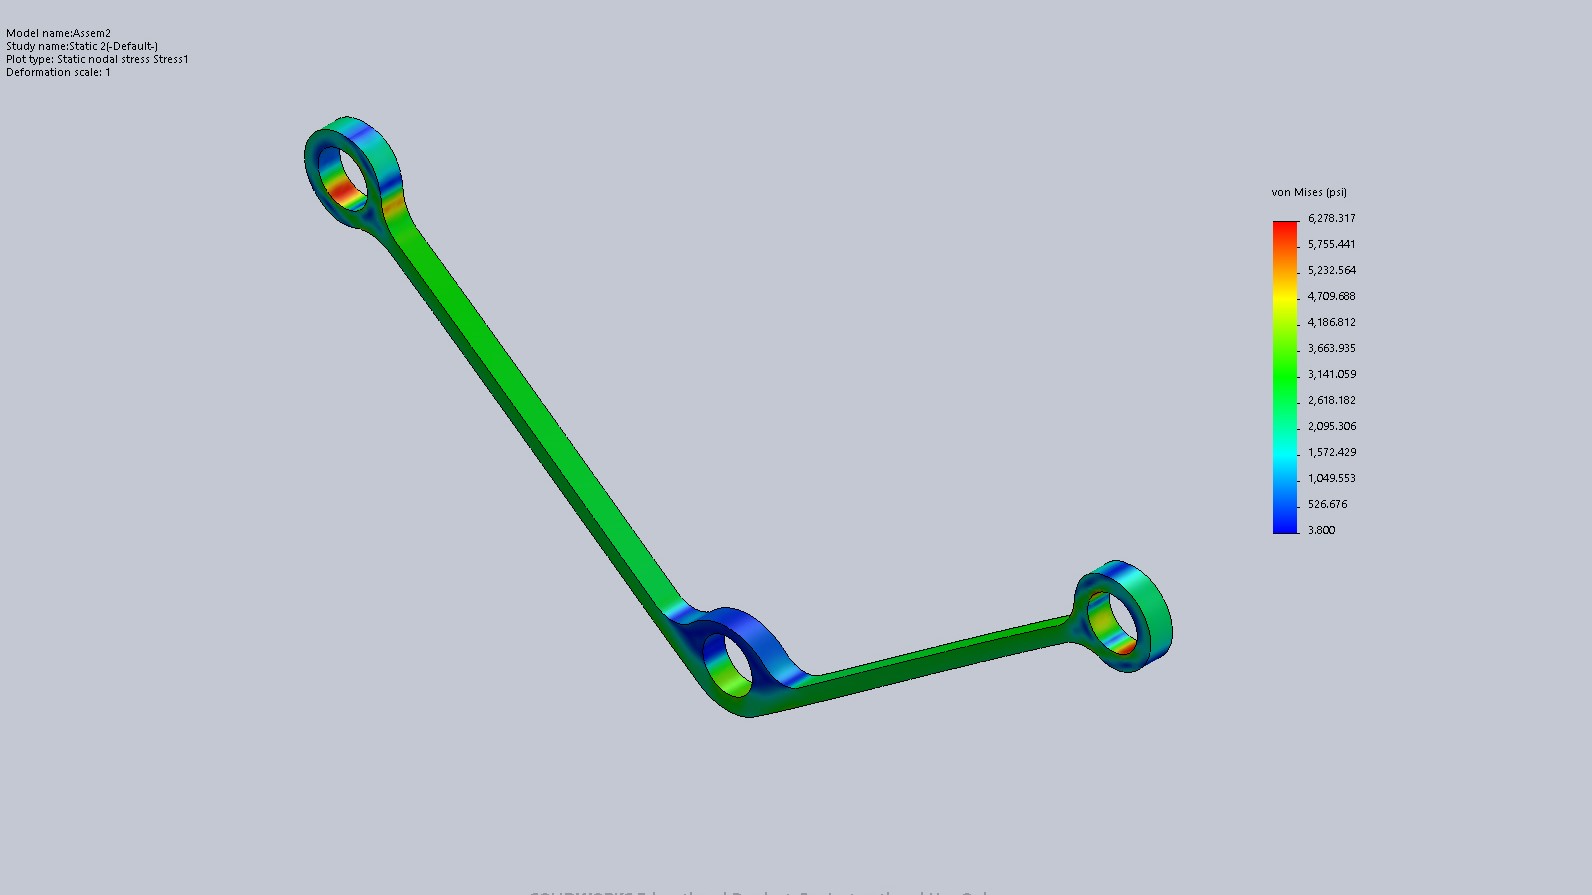 Model name:Assem2
Study name:Static 2(-Default-)
Plot type: Static nodal stress Stress1
Deformation scale: 1
von Mises (psi)
6,278.317
5,755.441
5,232.564
4,709.688
4,186.812
3,663.935
3,141.059
2,618.182
2,095.306
1,572.429
1,049.553
526.676
3.800